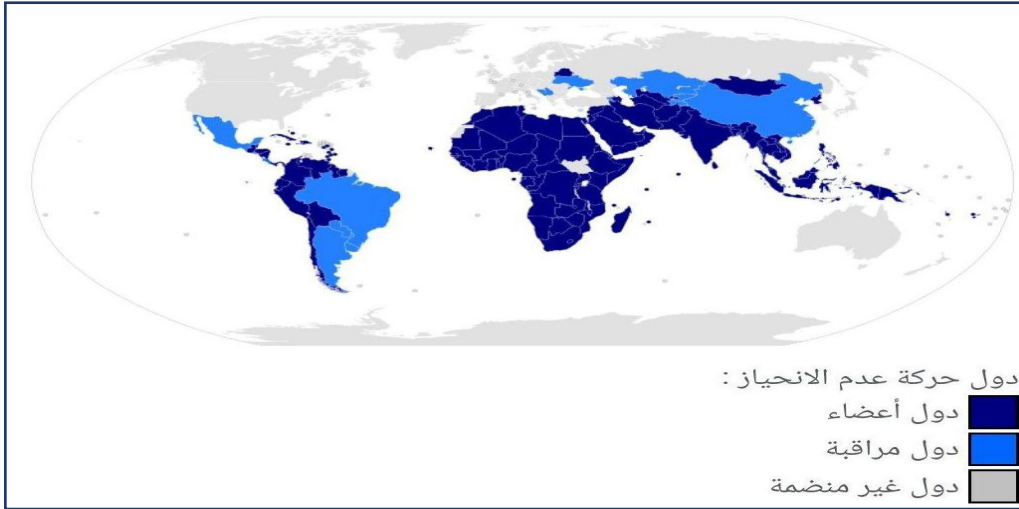 دول حركة عدم الانحياز :
دول أعضاء
دول مراقبة
دول غير منضمة